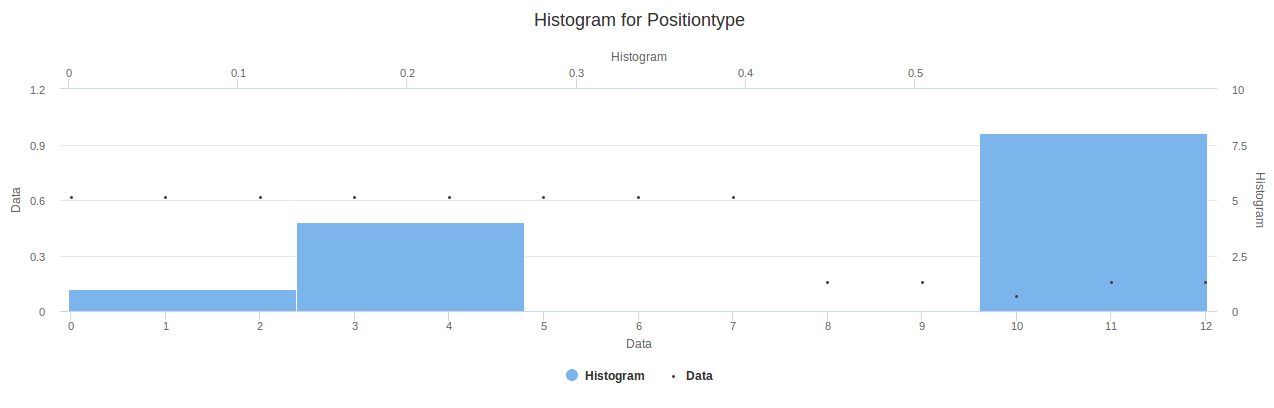 Histogram for Positiontype
Histogram
0 0.1 0.2 0.3 0.4 0.5
1.2 10
0.9 7.5
Data
0.6 5
Histogram
0.3 2.5
0 0
0 1 2 3 4 5 6 7 8 9 10 11 12
Data
Histogram Data